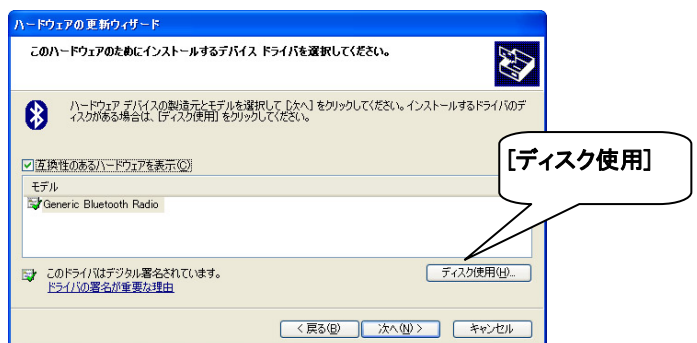 ハードウェアの更新ウィザード
このハードウェアのためにインストールするデバイス ドライバを選択してください。
ハードウェア デバイスの製造元とモデルを選択して [次へ] をクリックしてください。インストールするドライバのデ
ィスクがある場合は、[ディスク使用] をクリックしてください。
[ディスク使用]
互換性のあるハードウェアを表示(C)
モデル
Generic Bluetooth Radio
このドライバはデジタル署名されています。
ディスク使用(H)...
ドライバの署名が重要な理由
< 戻る(B)
次へ(N) >
キャンセル